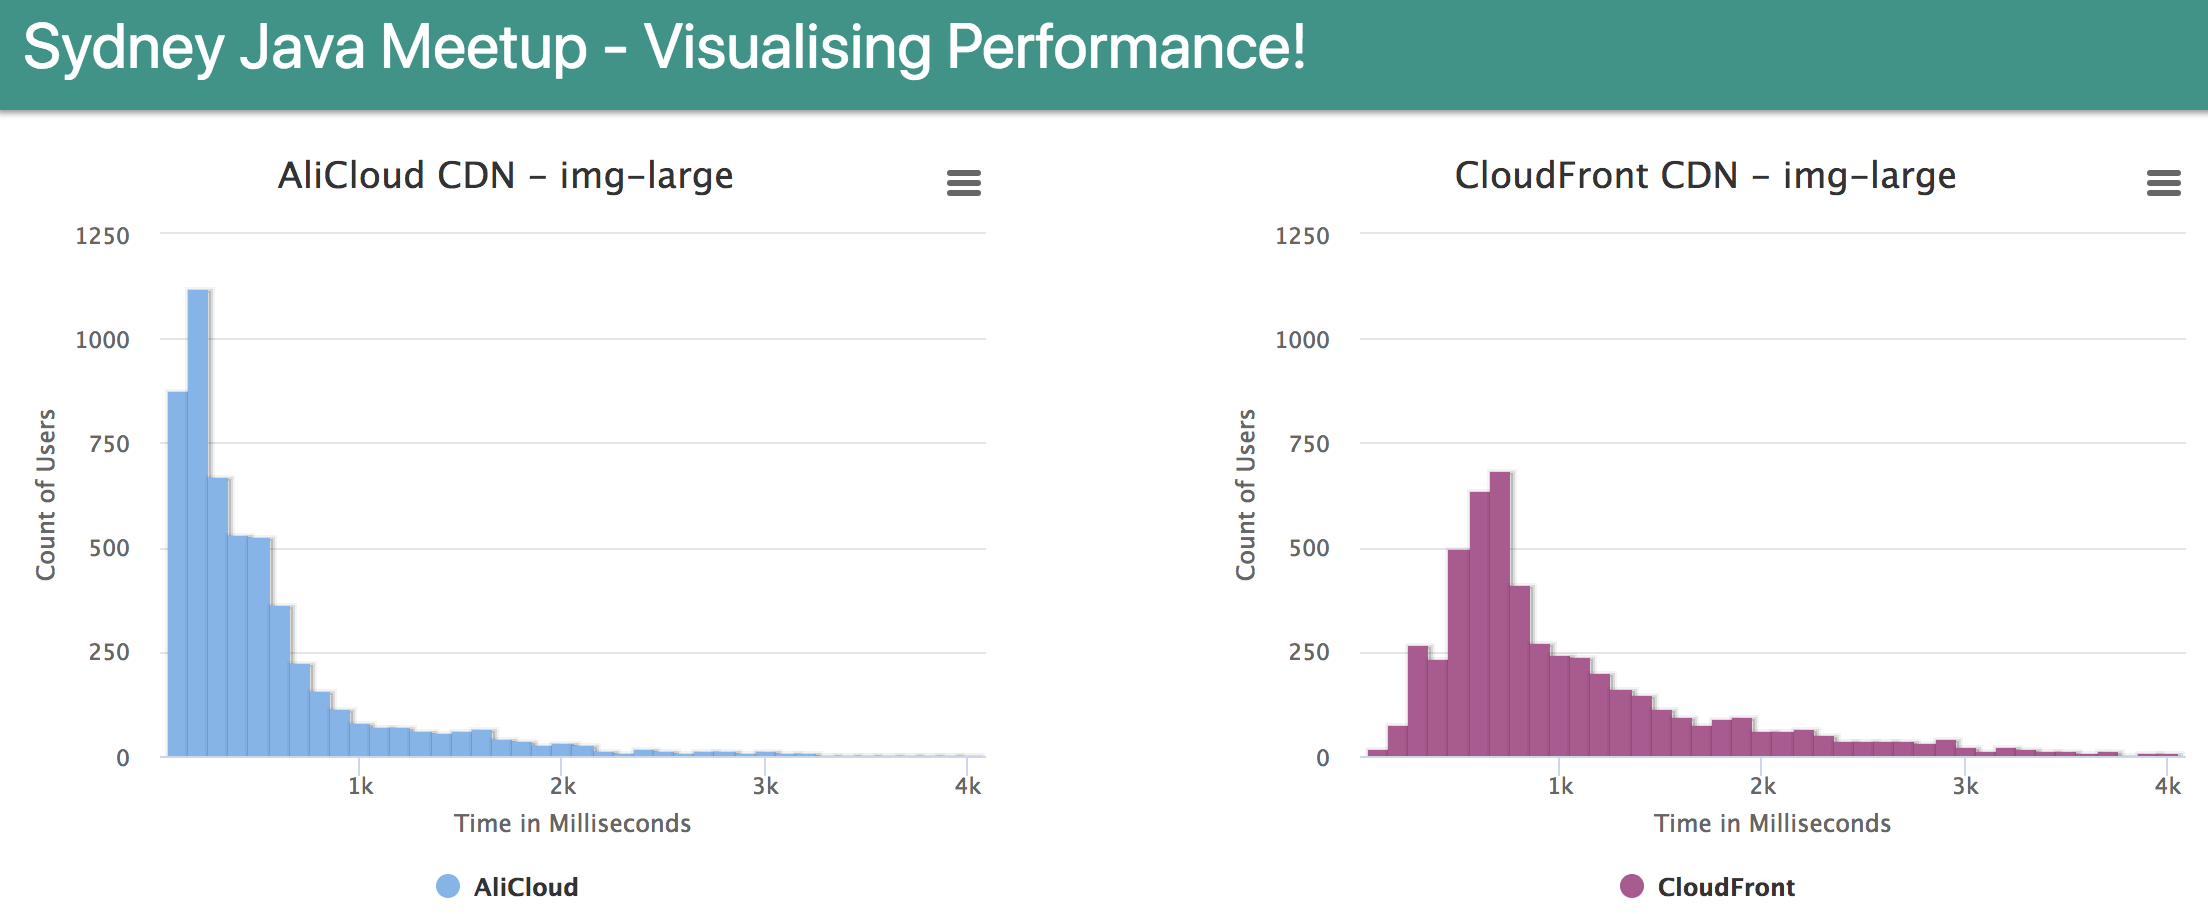 Sydney Java Meetup - Visualising Performance!
AliCloud CDN - img-large
1250
1000
750
500
250
0
Count of Users
1k
2k
3k
4k
Time in Milliseconds
AliCloud
CloudFront CDN - img-large
1250
1000
750
500
250
0
Count of Users
1k
2k
3k
4k
Time in Milliseconds
CloudFront